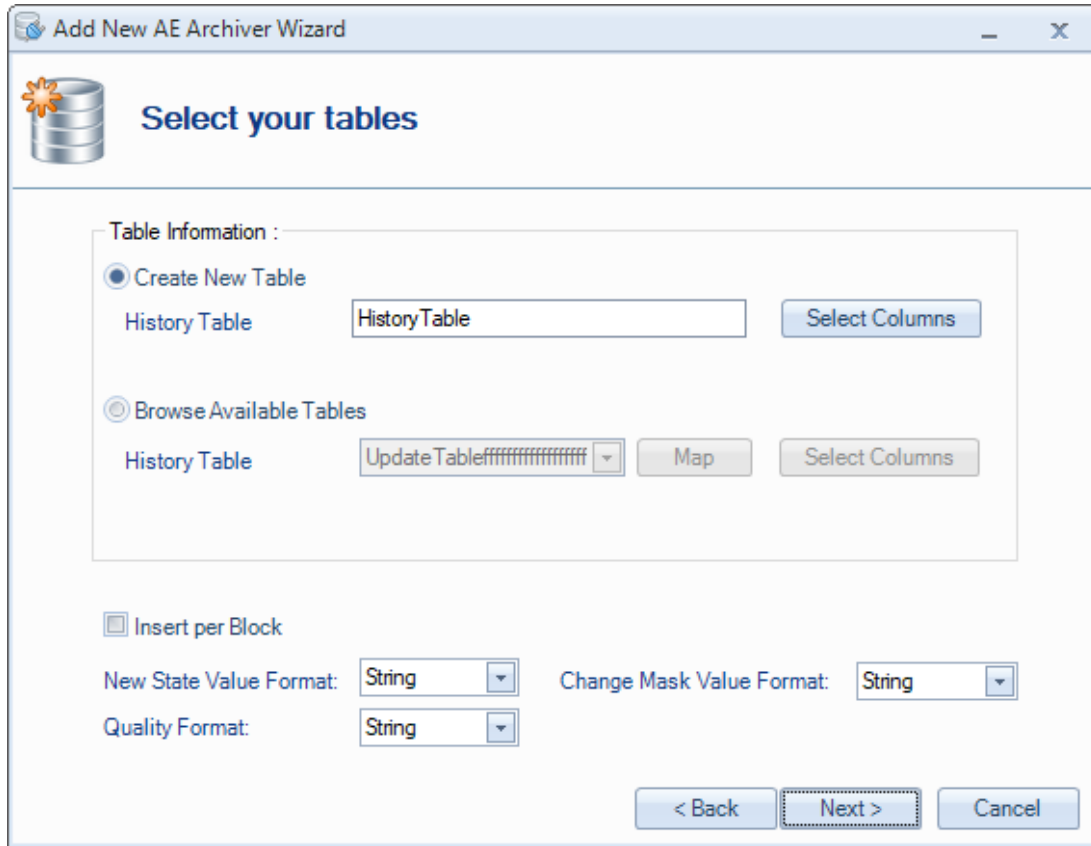 Add New AE Archiver Wizard
Select your tables
Table Information :
Create New Table
History Table HistoryTable Select Columns
Browse Available Tables
History Table UpdateTablefffffffffffffffffff Map Select Columns
Insert per Block
New State Value Format: String Change Mask Value Format: String
Quality Format: String
< Back Next > Cancel